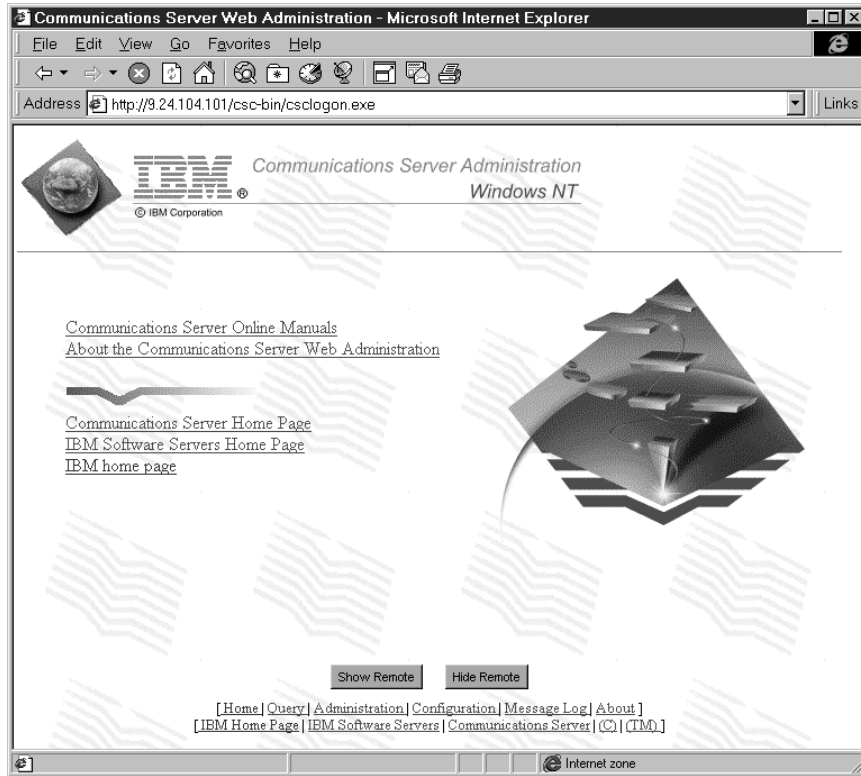 Communications Server Web Administration - Microsoft Internet Explorer
File Edit View Go Favorites Help
Address http://9.24.104.101/csc-bin/csclogon.exe Links
IBM ® Communications Server Administration
Windows NT
© IBM Corporation
Communications Server Online Manuals
About the Communications Server Web Administration
Communications Server Home Page
IBM Software Servers Home Page
IBM home page
Show Remote Hide Remote
[ Home | Query | Administration | Configuration | Message Log | About ]
[ IBM Home Page | IBM Software Servers | Communications Server | (C) | (TM) ]
Internet zone